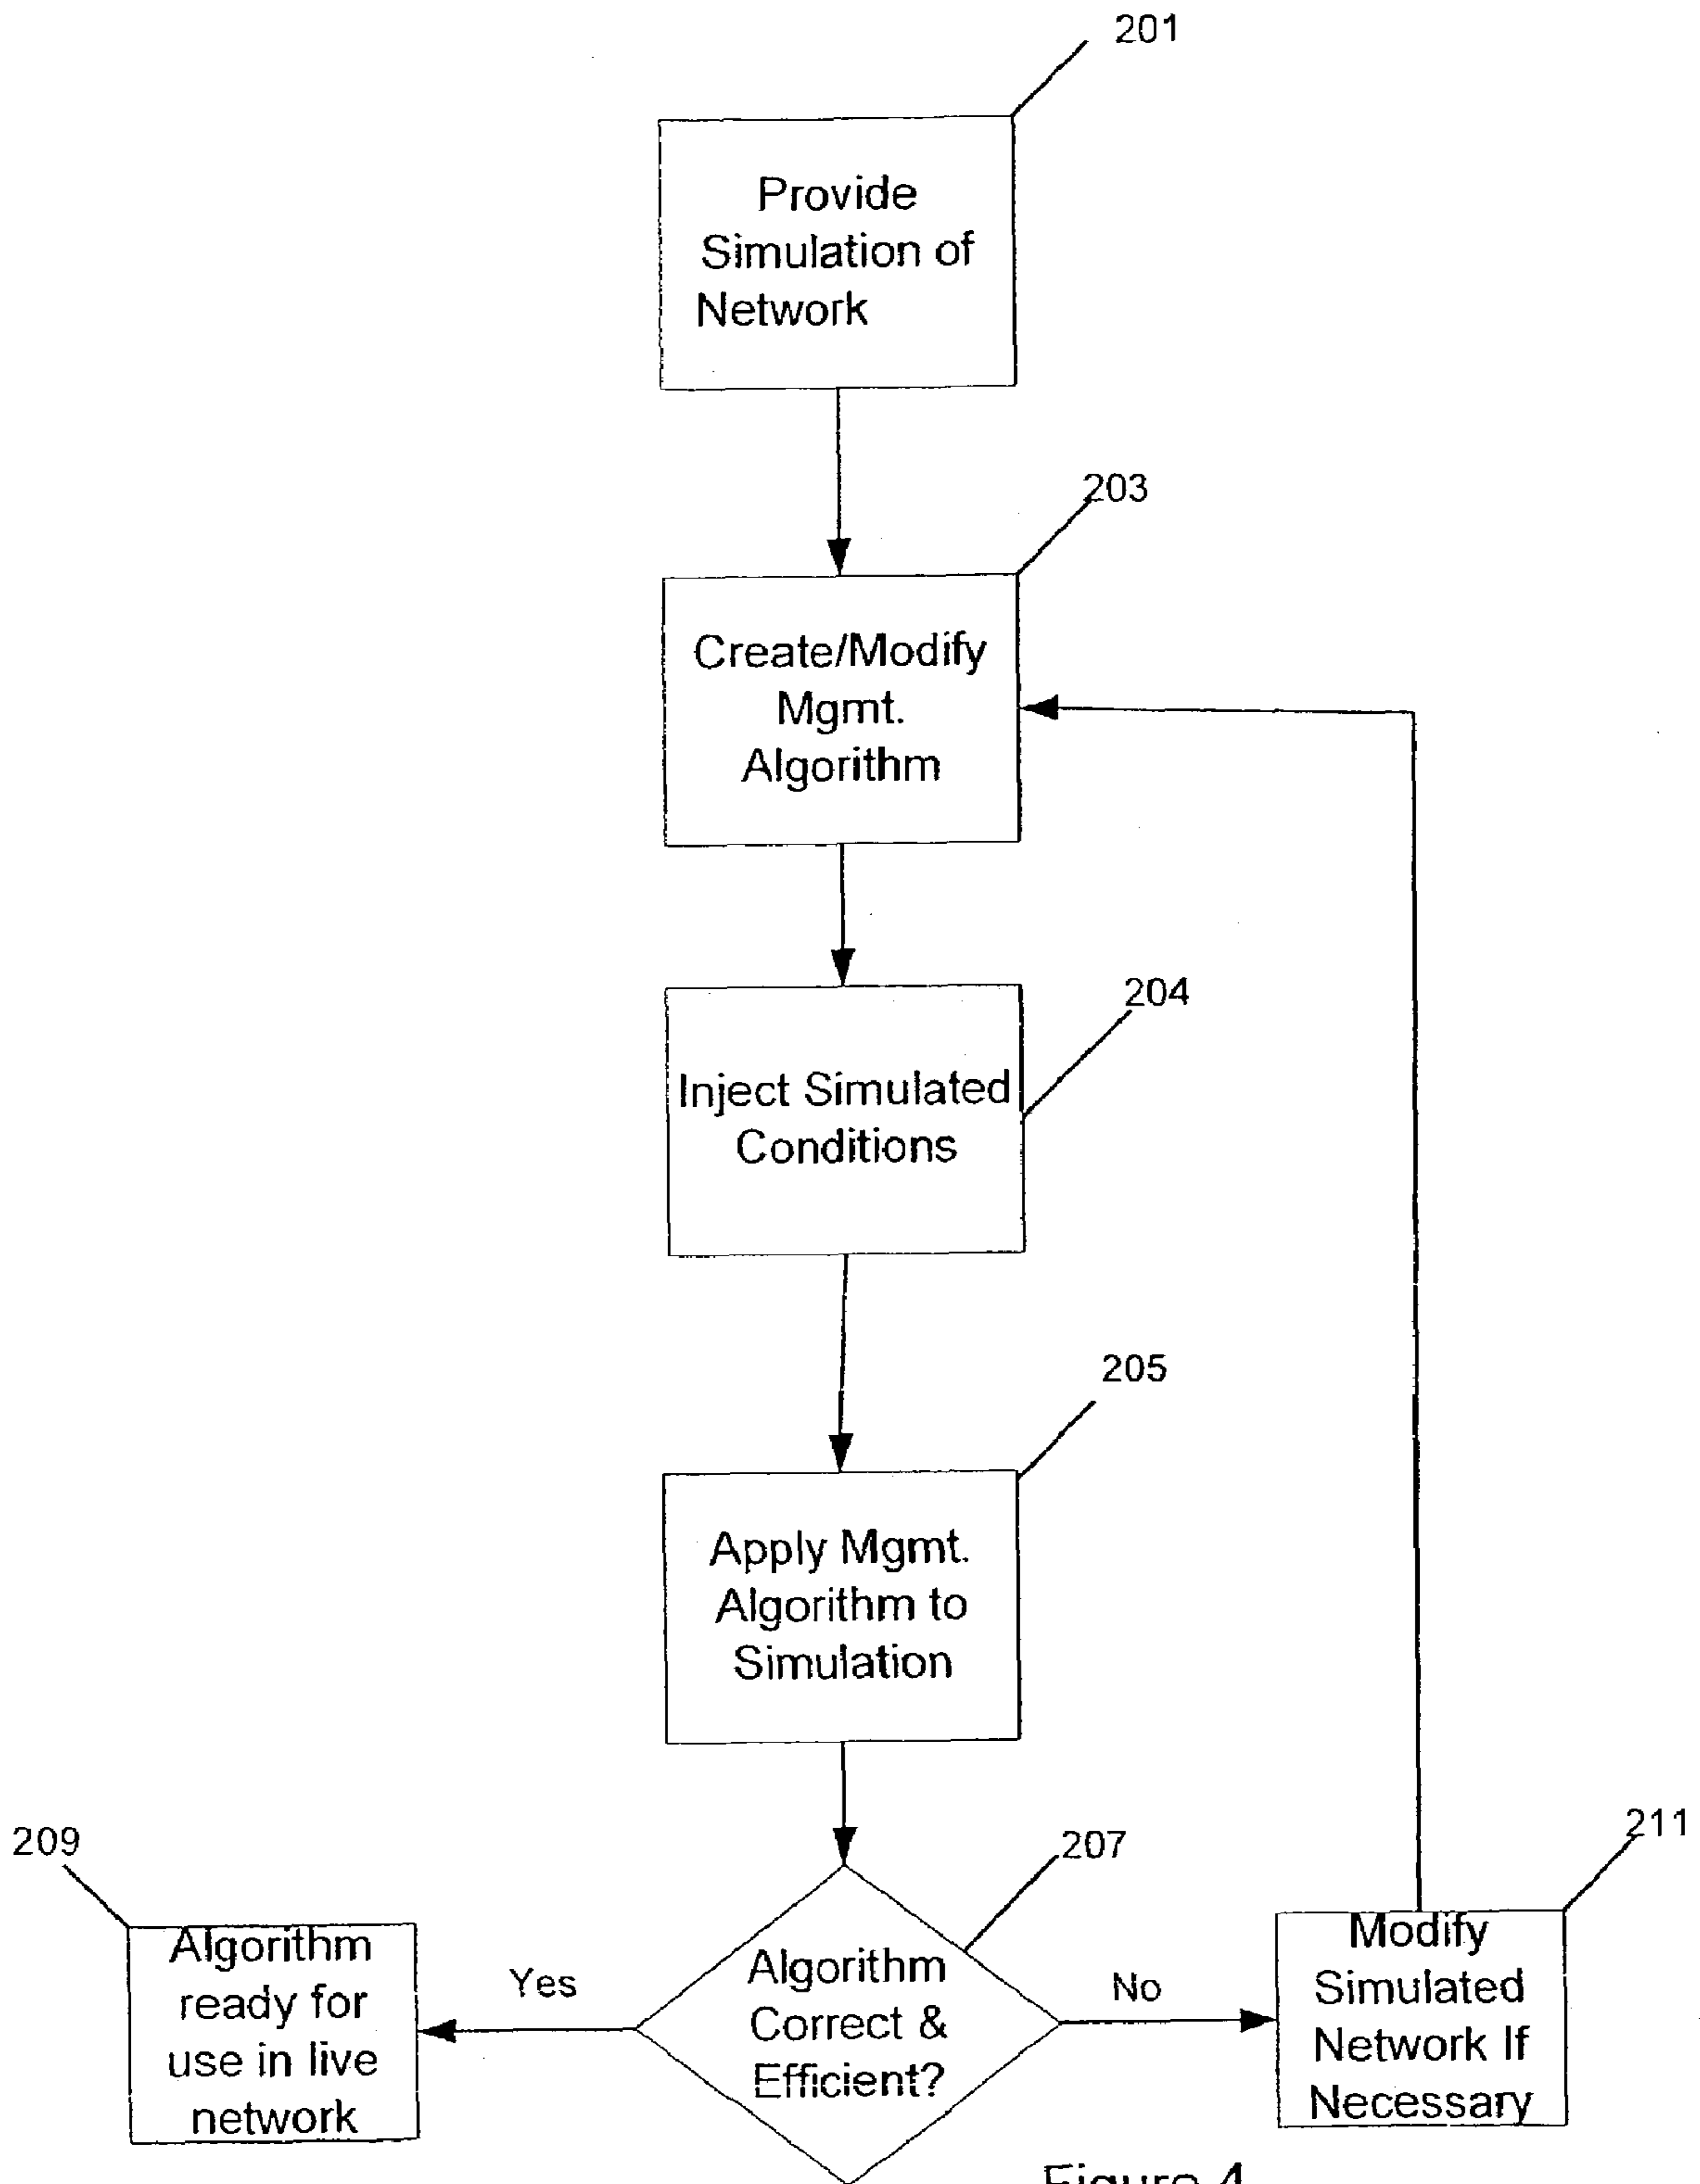 201
Provide
Simulation of
Network
203
Create/Modify
Mgmt.
Algorithm
204
Inject Simulated
Conditions
205
Apply Mgmt.
Algorithm to
Simulation
207
Algorithm
Correct &
Efficient?
Yes
No
209
Algorithm
ready for
use in live
network
211
Modify
Simulated
Network If
Necessary
Figure 4